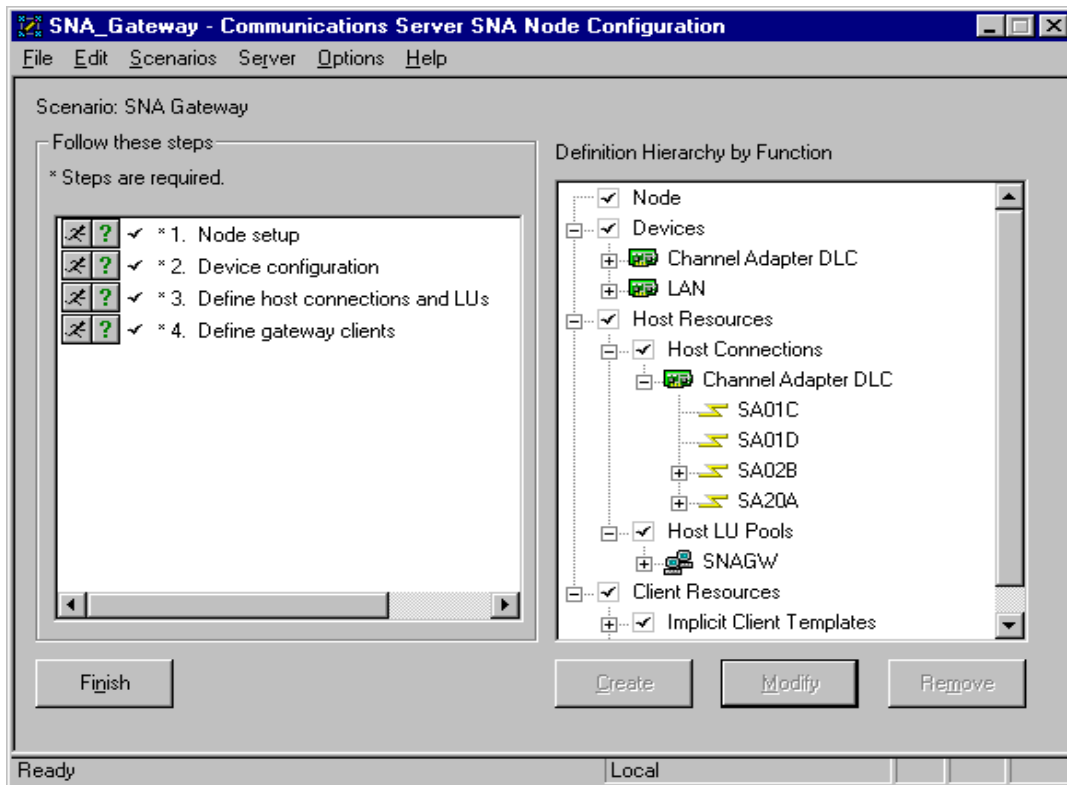 SNA_Gateway - Communications Server SNA Node Configuration
File Edit Scenarios Server Options Help
Scenario: SNA Gateway
Follow these steps
* Steps are required.
? * 1. Node setup
? * 2. Device configuration
? * 3. Define host connections and LUs
? * 4. Define gateway clients
Finish
Definition Hierarchy by Function
Node
Devices
Channel Adapter DLC
LAN
Host Resources
Host Connections
Channel Adapter DLC
SA01C
SA01D
SA02B
SA20A
Host LU Pools
SNAGW
Client Resources
Implicit Client Templates
Create Modify Remove
Ready Local